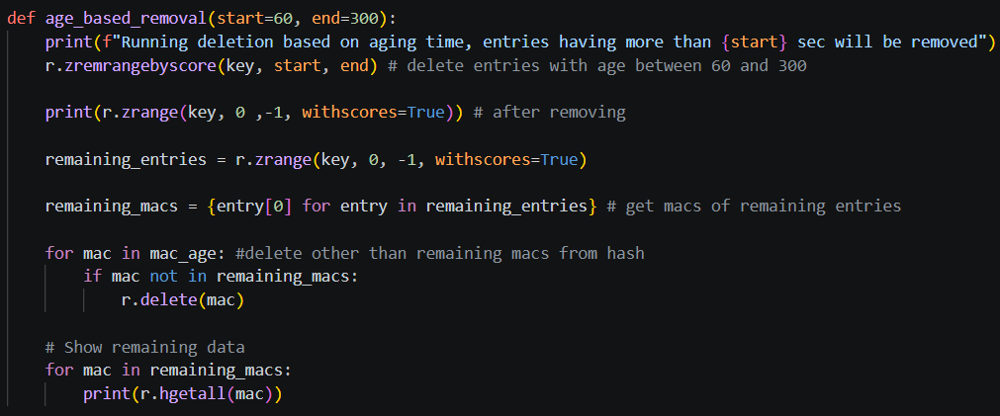 def age_based_removal(start=60, end=300):
    print(f"Running deletion based on aging time, entries having more than {start} sec will be removed")
    r.zremrangebyscore(key, start, end) # delete entries with age between 60 and 300

    print(r.zrange(key, 0 ,-1, withscores=True)) # after removing

    remaining_entries = r.zrange(key, 0, -1, withscores=True)

    remaining_macs = {entry[0] for entry in remaining_entries} # get macs of remaining entries

    for mac in mac_age: #delete other than remaining macs from hash
        if mac not in remaining_macs:
            r.delete(mac)

    # Show remaining data
    for mac in remaining_macs:
        print(r.hgetall(mac))